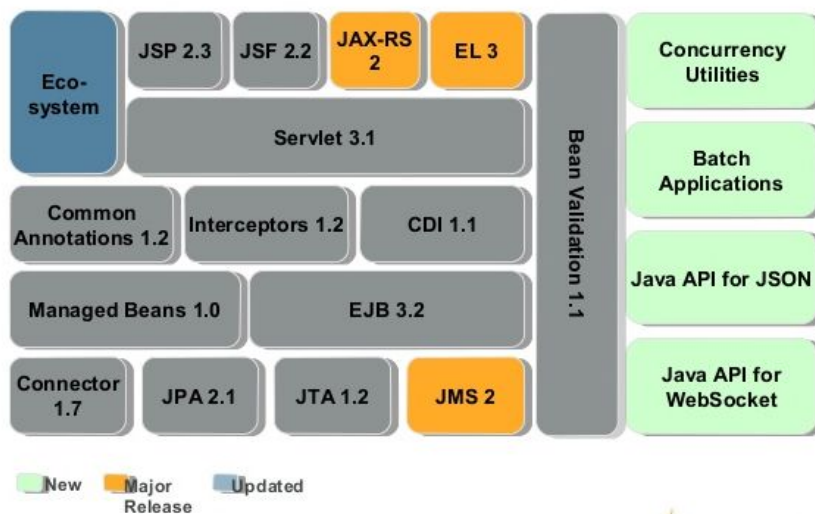 Eco-
system
JSP 2.3
JSF 2.2
JAX-RS
2
EL 3
Servlet 3.1
Common
Annotations 1.2
Interceptors 1.2
CDI 1.1
Managed Beans 1.0
EJB 3.2
Connector
1.7
JPA 2.1
JTA 1.2
JMS 2
Bean Validation 1.1
Concurrency
Utilities
Batch
Applications
Java API for JSON
Java API for
WebSocket
New
Major
Release
Updated